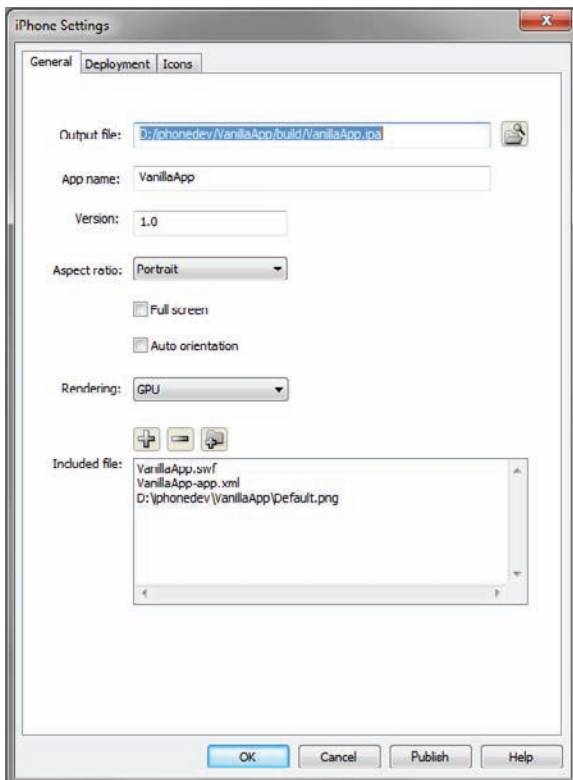 iPhone Settings
General Deployment Icons
Output file: D:/iphonedev/VanillaApp/build/VanillaApp.ipa
App name: VanillaApp
Version: 1.0
Aspect ratio: Portrait
Full screen
Auto orientation
Rendering: GPU
Included file: VanillaApp.swf
VanillaApp-app.xml
D:\iphonedev\VanillaApp\Default.png
OK Cancel Publish Help